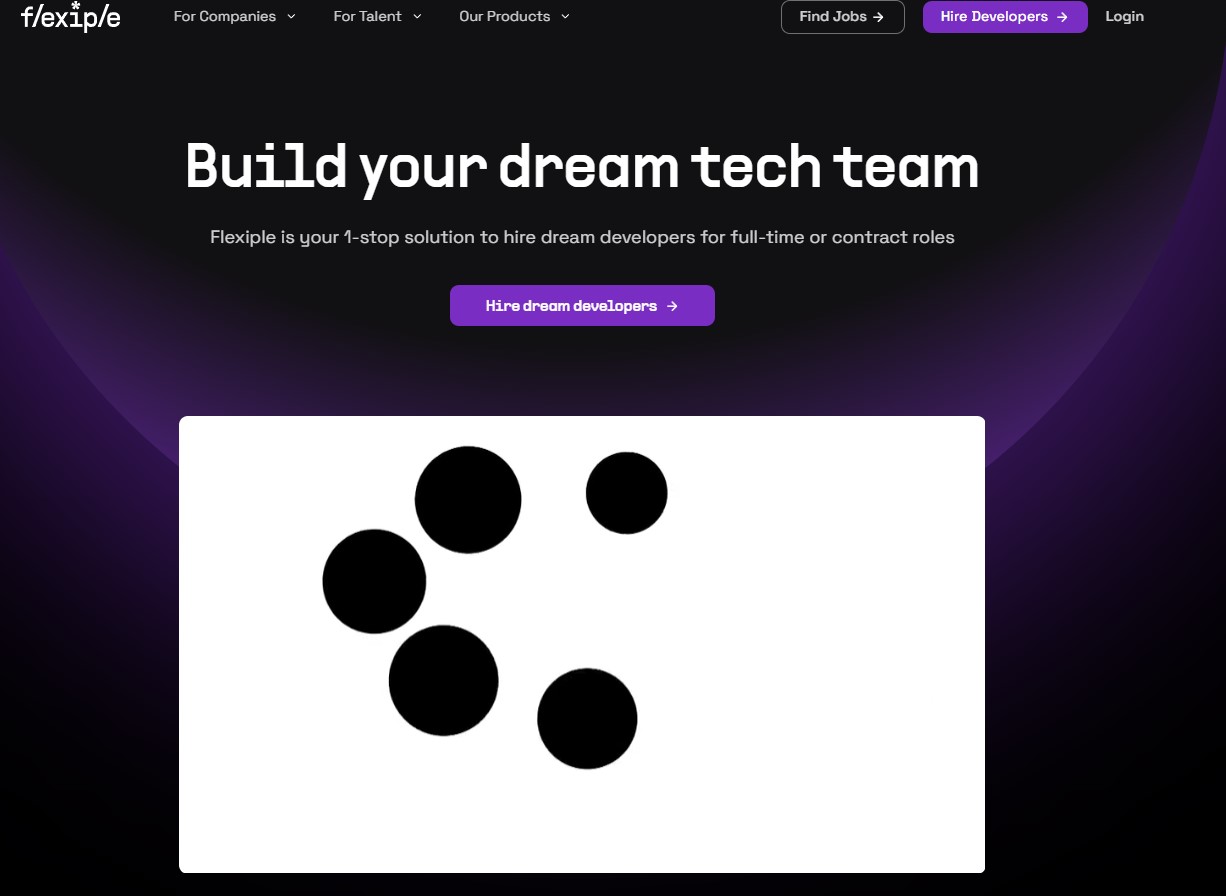 flexiple
For Companies
For Talent
Our Products
Find Jobs →
Hire Developers →
Login
Build your dream tech team
Flexiple is your 1-stop solution to hire dream developers for full-time or contract roles
Hire dream developers →